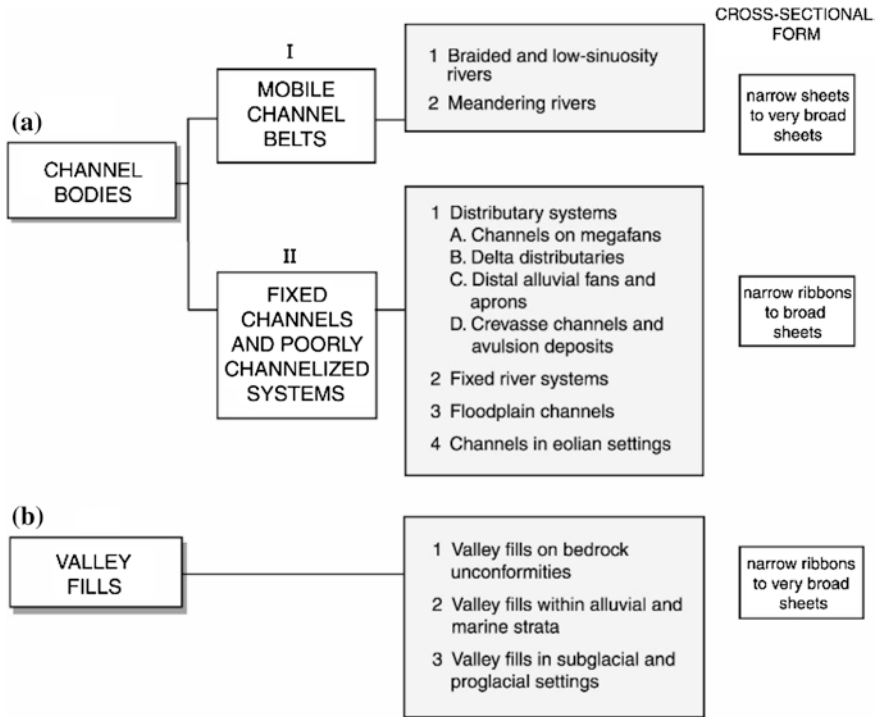 CROSS-SECTIONAL
FORM
(a)
CHANNEL
BODIES
I
MOBILE
CHANNEL
BELTS
1 Braided and low-sinuosity
rivers
2 Meandering rivers
narrow sheets
to very broad
sheets
II
FIXED
CHANNELS
AND POORLY
CHANNELIZED
SYSTEMS
1 Distributary systems
A. Channels on megafans
B. Delta distributaries
C. Distal alluvial fans and
aprons
D. Crevasse channels and
avulsion deposits
2 Fixed river systems
3 Floodplain channels
4 Channels in eolian settings
narrow ribbons
to broad
sheets
(b)
VALLEY
FILLS
1 Valley fills on bedrock
unconformities
2 Valley fills within alluvial and
marine strata
3 Valley fills in subglacial and
proglacial settings
narrow ribbons
to very broad
sheets